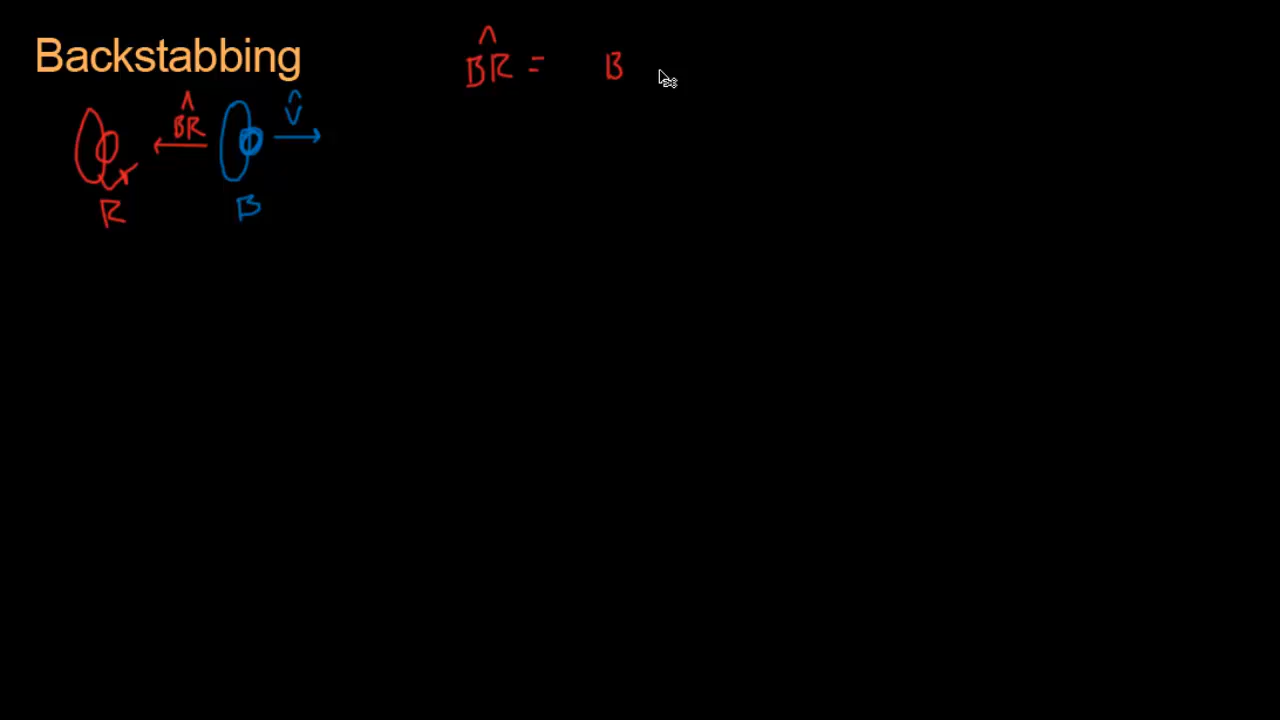 Backstabbing
B̂R = B
B̂R
V̂
R
B